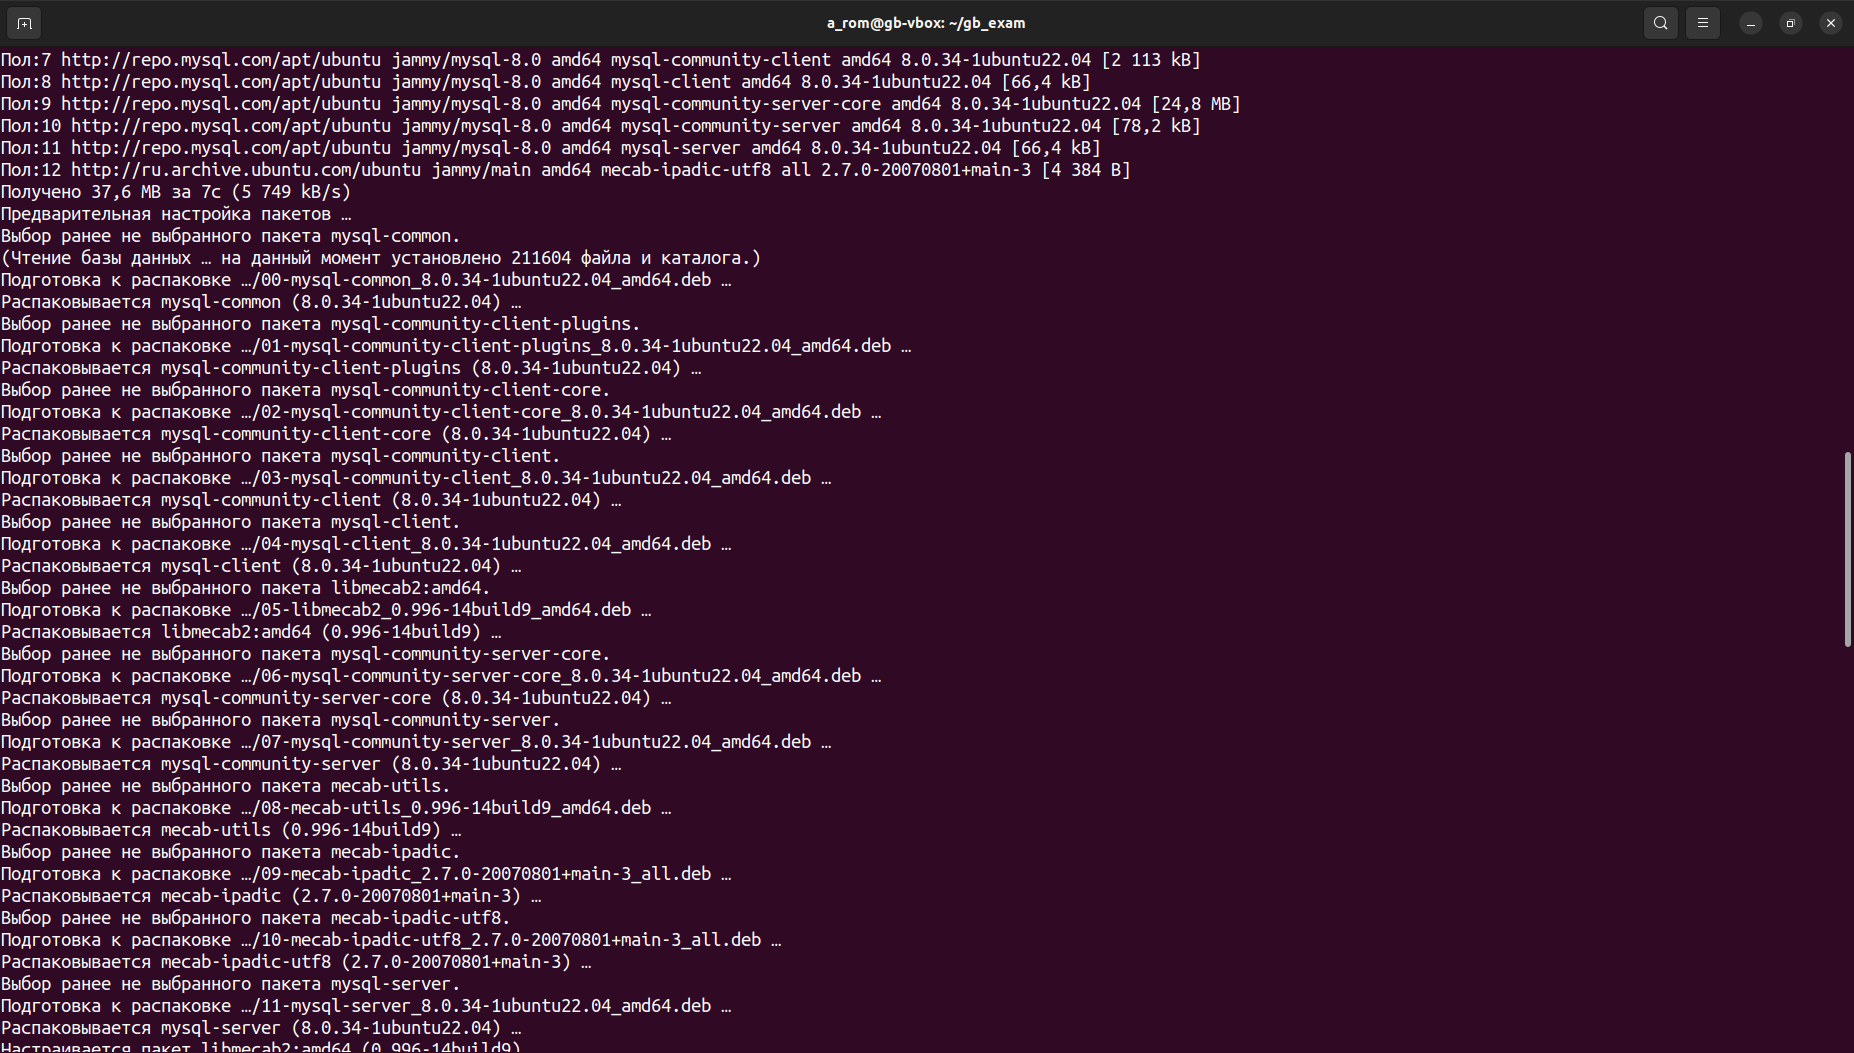 a_rom@gb-vbox: ~/gb_exam
Пол:7 http://repo.mysql.com/apt/ubuntu jammy/mysql-8.0 amd64 mysql-community-client amd64 8.0.34-1ubuntu22.04 [2 113 kB]
Пол:8 http://repo.mysql.com/apt/ubuntu jammy/mysql-8.0 amd64 mysql-client amd64 8.0.34-1ubuntu22.04 [66,4 kB]
Пол:9 http://repo.mysql.com/apt/ubuntu jammy/mysql-8.0 amd64 mysql-community-server-core amd64 8.0.34-1ubuntu22.04 [24,8 MB]
Пол:10 http://repo.mysql.com/apt/ubuntu jammy/mysql-8.0 amd64 mysql-community-server amd64 8.0.34-1ubuntu22.04 [78,2 kB]
Пол:11 http://repo.mysql.com/apt/ubuntu jammy/mysql-8.0 amd64 mysql-server amd64 8.0.34-1ubuntu22.04 [66,4 kB]
Пол:12 http://ru.archive.ubuntu.com/ubuntu jammy/main amd64 mecab-ipadic-utf8 all 2.7.0-20070801+main-3 [4 384 B]
Получено 37,6 MB за 7с (5 749 kB/s)
Предварительная настройка пакетов …
Выбор ранее не выбранного пакета mysql-common.
(Чтение базы данных … на данный момент установлено 211604 файла и каталога.)
Подготовка к распаковке …/00-mysql-common_8.0.34-1ubuntu22.04_amd64.deb …
Распаковывается mysql-common (8.0.34-1ubuntu22.04) …
Выбор ранее не выбранного пакета mysql-community-client-plugins.
Подготовка к распаковке …/01-mysql-community-client-plugins_8.0.34-1ubuntu22.04_amd64.deb …
Распаковывается mysql-community-client-plugins (8.0.34-1ubuntu22.04) …
Выбор ранее не выбранного пакета mysql-community-client-core.
Подготовка к распаковке …/02-mysql-community-client-core_8.0.34-1ubuntu22.04_amd64.deb …
Распаковывается mysql-community-client-core (8.0.34-1ubuntu22.04) …
Выбор ранее не выбранного пакета mysql-community-client.
Подготовка к распаковке …/03-mysql-community-client_8.0.34-1ubuntu22.04_amd64.deb …
Распаковывается mysql-community-client (8.0.34-1ubuntu22.04) …
Выбор ранее не выбранного пакета mysql-client.
Подготовка к распаковке …/04-mysql-client_8.0.34-1ubuntu22.04_amd64.deb …
Распаковывается mysql-client (8.0.34-1ubuntu22.04) …
Выбор ранее не выбранного пакета libmecab2:amd64.
Подготовка к распаковке …/05-libmecab2_0.996-14build9_amd64.deb …
Распаковывается libmecab2:amd64 (0.996-14build9) …
Выбор ранее не выбранного пакета mysql-community-server-core.
Подготовка к распаковке …/06-mysql-community-server-core_8.0.34-1ubuntu22.04_amd64.deb …
Распаковывается mysql-community-server-core (8.0.34-1ubuntu22.04) …
Выбор ранее не выбранного пакета mysql-community-server.
Подготовка к распаковке …/07-mysql-community-server_8.0.34-1ubuntu22.04_amd64.deb …
Распаковывается mysql-community-server (8.0.34-1ubuntu22.04) …
Выбор ранее не выбранного пакета mecab-utils.
Подготовка к распаковке …/08-mecab-utils_0.996-14build9_amd64.deb …
Распаковывается mecab-utils (0.996-14build9) …
Выбор ранее не выбранного пакета mecab-ipadic.
Подготовка к распаковке …/09-mecab-ipadic_2.7.0-20070801+main-3_all.deb …
Распаковывается mecab-ipadic (2.7.0-20070801+main-3) …
Выбор ранее не выбранного пакета mecab-ipadic-utf8.
Подготовка к распаковке …/10-mecab-ipadic-utf8_2.7.0-20070801+main-3_all.deb …
Распаковывается mecab-ipadic-utf8 (2.7.0-20070801+main-3) …
Выбор ранее не выбранного пакета mysql-server.
Подготовка к распаковке …/11-mysql-server_8.0.34-1ubuntu22.04_amd64.deb …
Распаковывается mysql-server (8.0.34-1ubuntu22.04) …
Настраивается пакет libmecab2:amd64 (0.996-14build9)